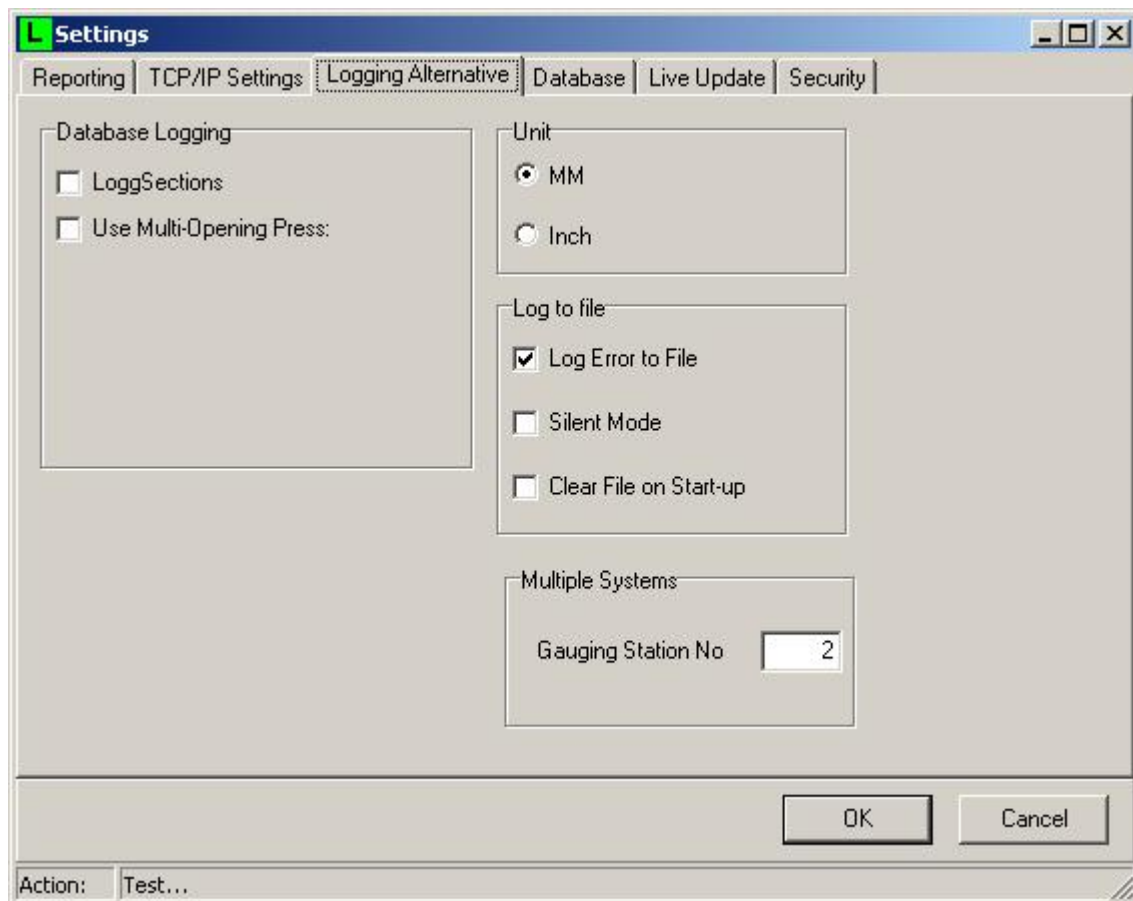 L Settings
Reporting TCP/IP Settings Logging Alternative Database Live Update Security
Database Logging
LoggSections
Use Multi-Opening Press:
Unit
MM
Inch
Log to file
Log Error to File
Silent Mode
Clear File on Start-up
Multiple Systems
Gauging Station No 2
OK Cancel
Action: Test...